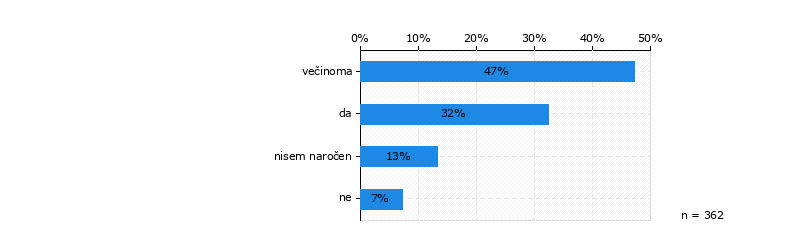 0% 10% 20% 30% 40% 50%
večinoma 47%
da 32%
nisem naročen 13%
ne 7%
n = 362